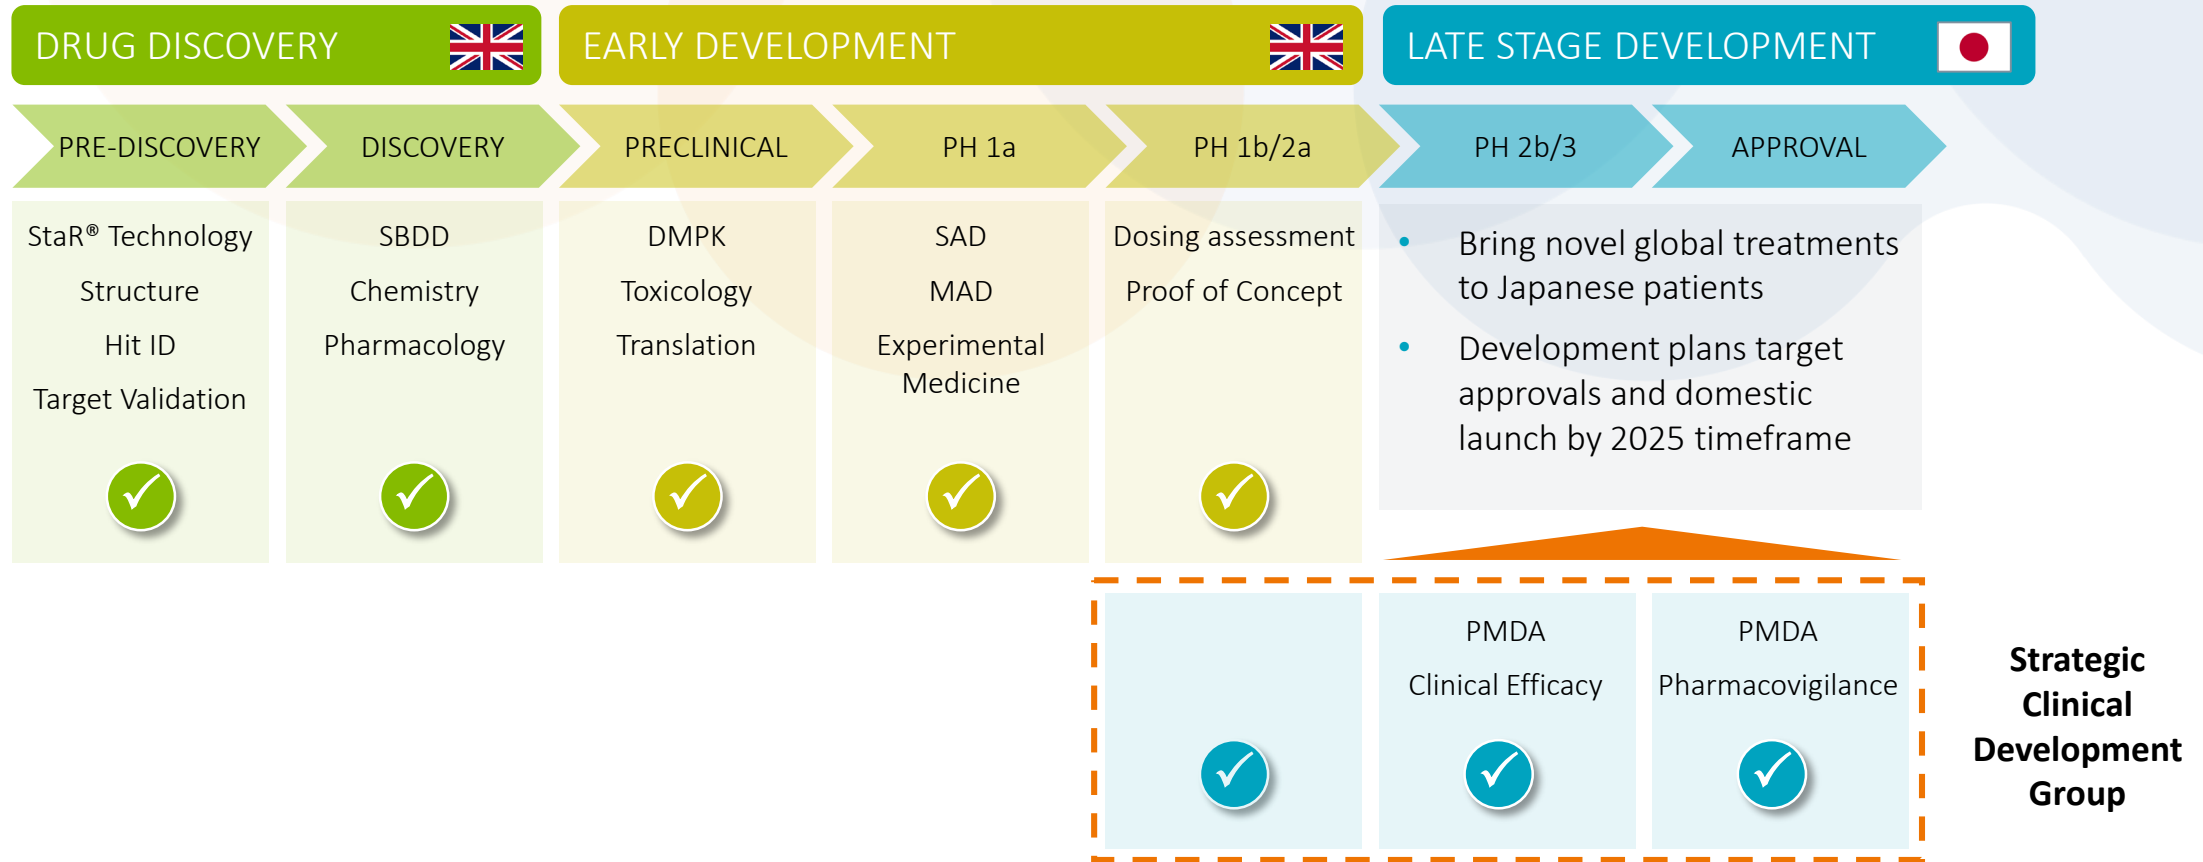 DRUG DISCOVERY
EARLY DEVELOPMENT
LATE STAGE DEVELOPMENT
PRE-DISCOVERY
DISCOVERY
PRECLINICAL
PH 1a
PH 1b/2a
PH 2b/3
APPROVAL
StaR® Technology
Structure
Hit ID
Target Validation
SBDD
Chemistry
Pharmacology
DMPK
Toxicology
Translation
SAD
MAD
Experimental
Medicine
Dosing assessment
Proof of Concept
• Bring novel global treatments
to Japanese patients
• Development plans target
approvals and domestic
launch by 2025 timeframe
PMDA
Clinical Efficacy
PMDA
Pharmacovigilance
Strategic
Clinical
Development
Group